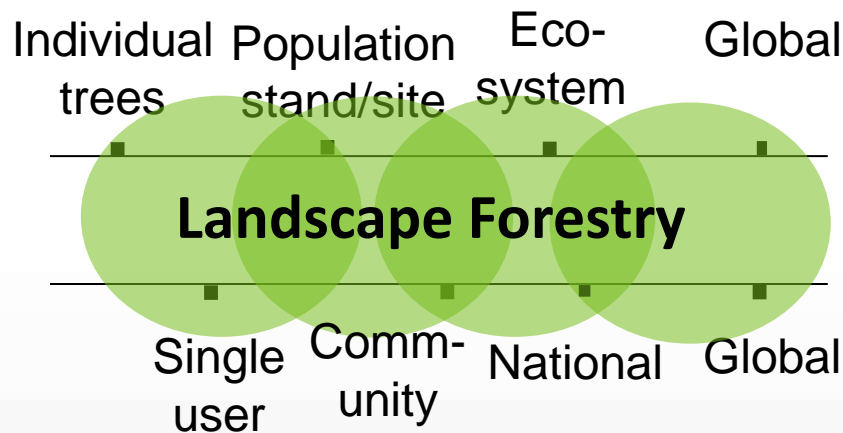 Individual trees
Population stand/site
Eco-system
Global
Landscape Forestry
Single user
Comm-unity
National
Global